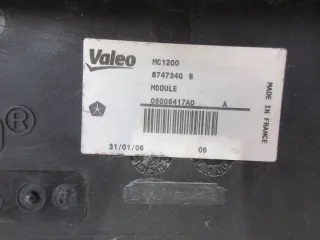 Valeo
MC1200
874734G B
MODULE
05005417AD A
MADE IN FRANCE
31/01/06 09